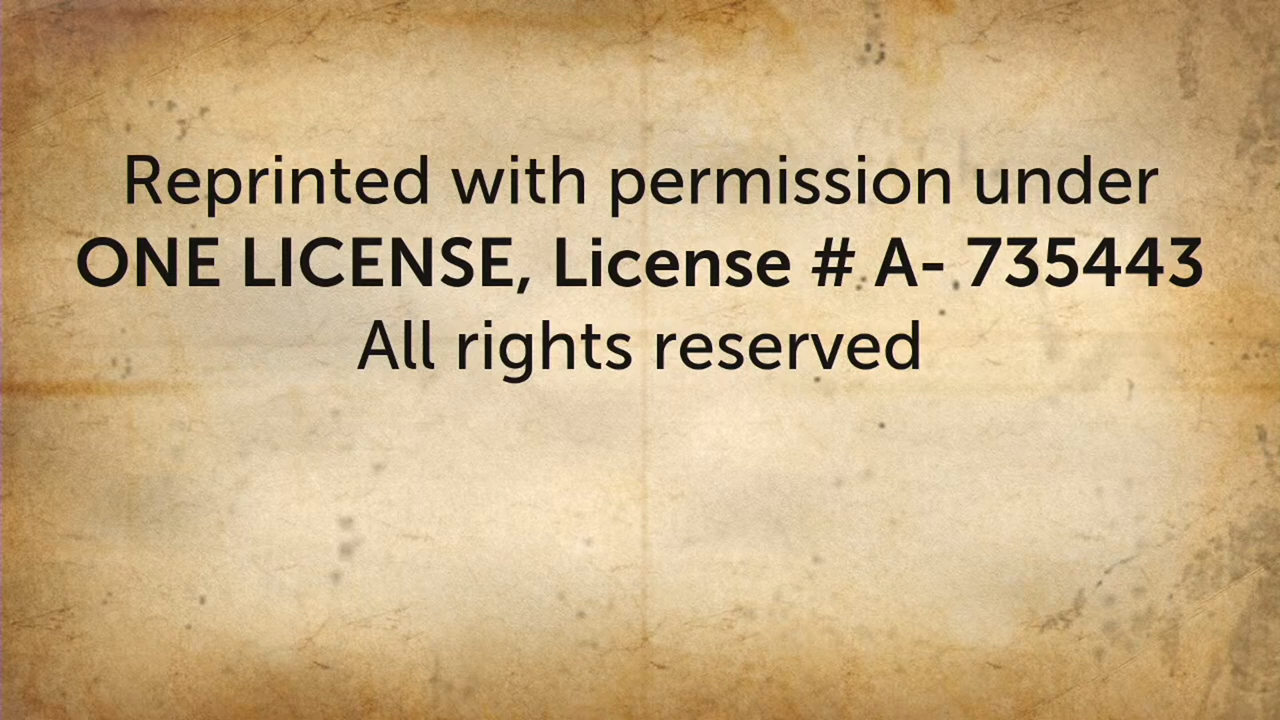 Reprinted with permission under
ONE LICENSE, License # A- 735443
All rights reserved